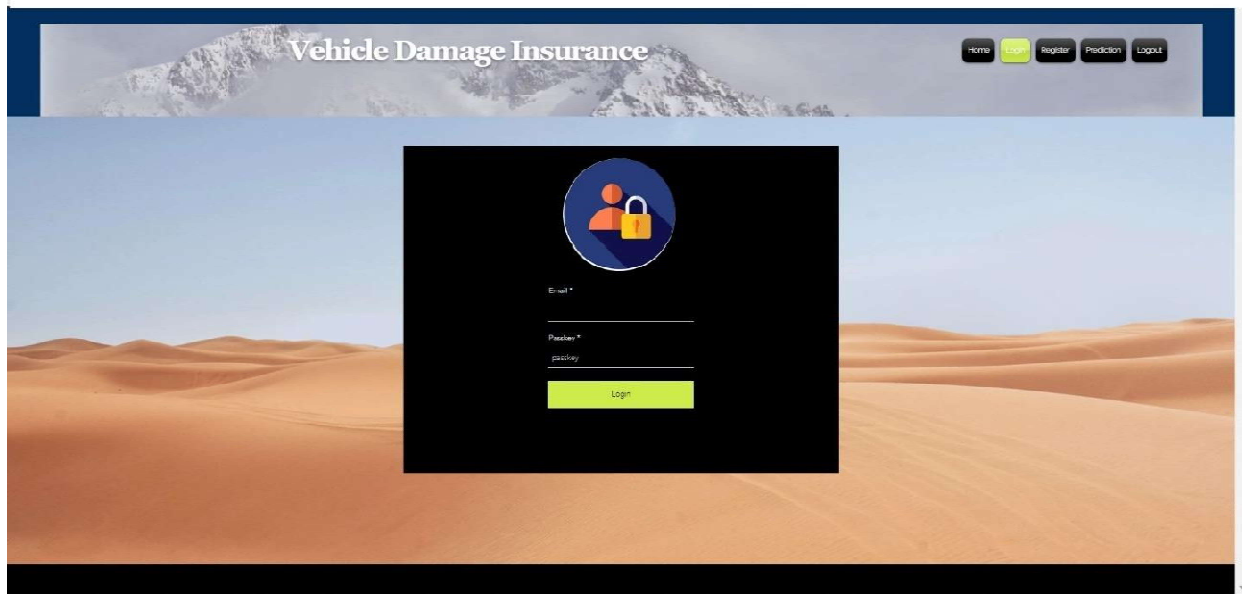 Vehicle Damage Insurance
Home Login Register Prediction Logout
Email *
Passkey *
passkey
Login